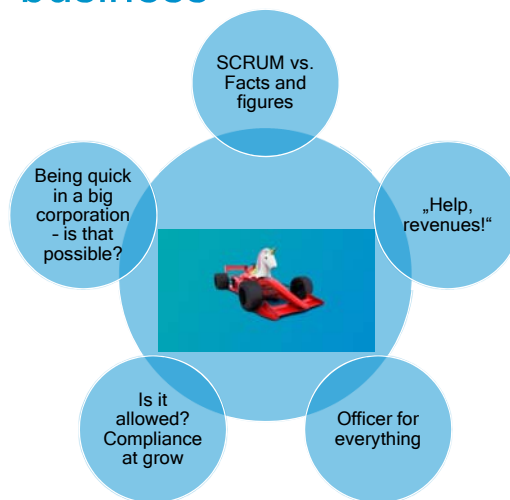 business
SCRUM vs.
Facts and
figures
„Help,
revenues!“
Officer for
everything
Is it
allowed?
Compliance
at grow
Being quick
in a big
corporation
- is that
possible?